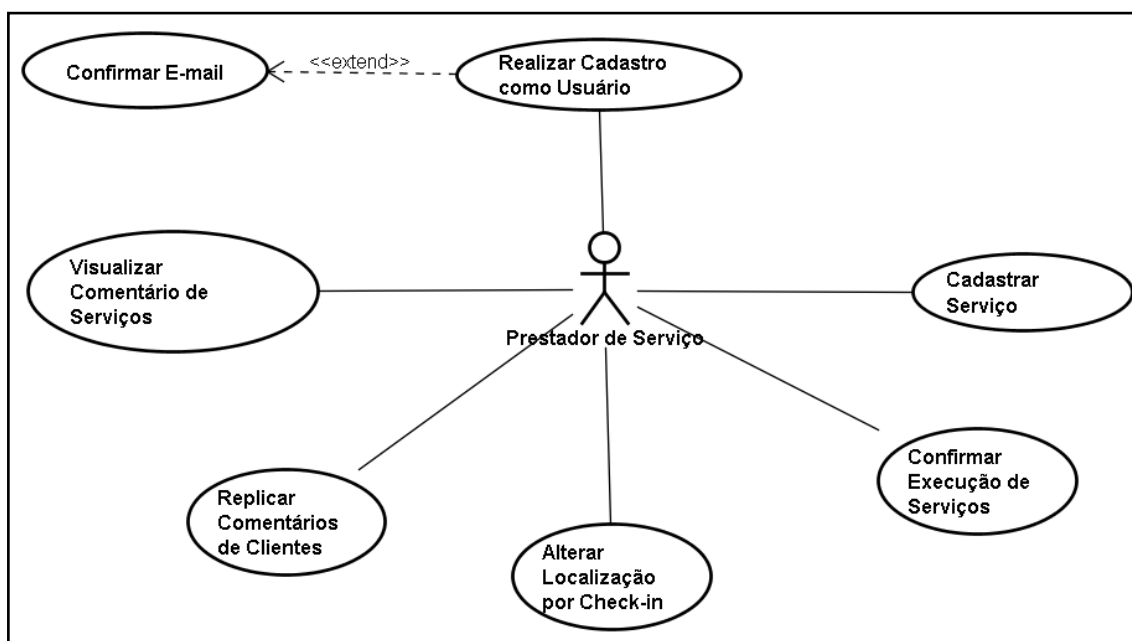 Confirmar E-mail
<<extend>>
Realizar Cadastro
como Usuário
Visualizar
Comentário de
Serviços
Prestador de Serviço
Cadastrar
Serviço
Replicar
Comentários
de Clientes
Alterar
Localização
por Check-in
Confirmar
Execução de
Serviços